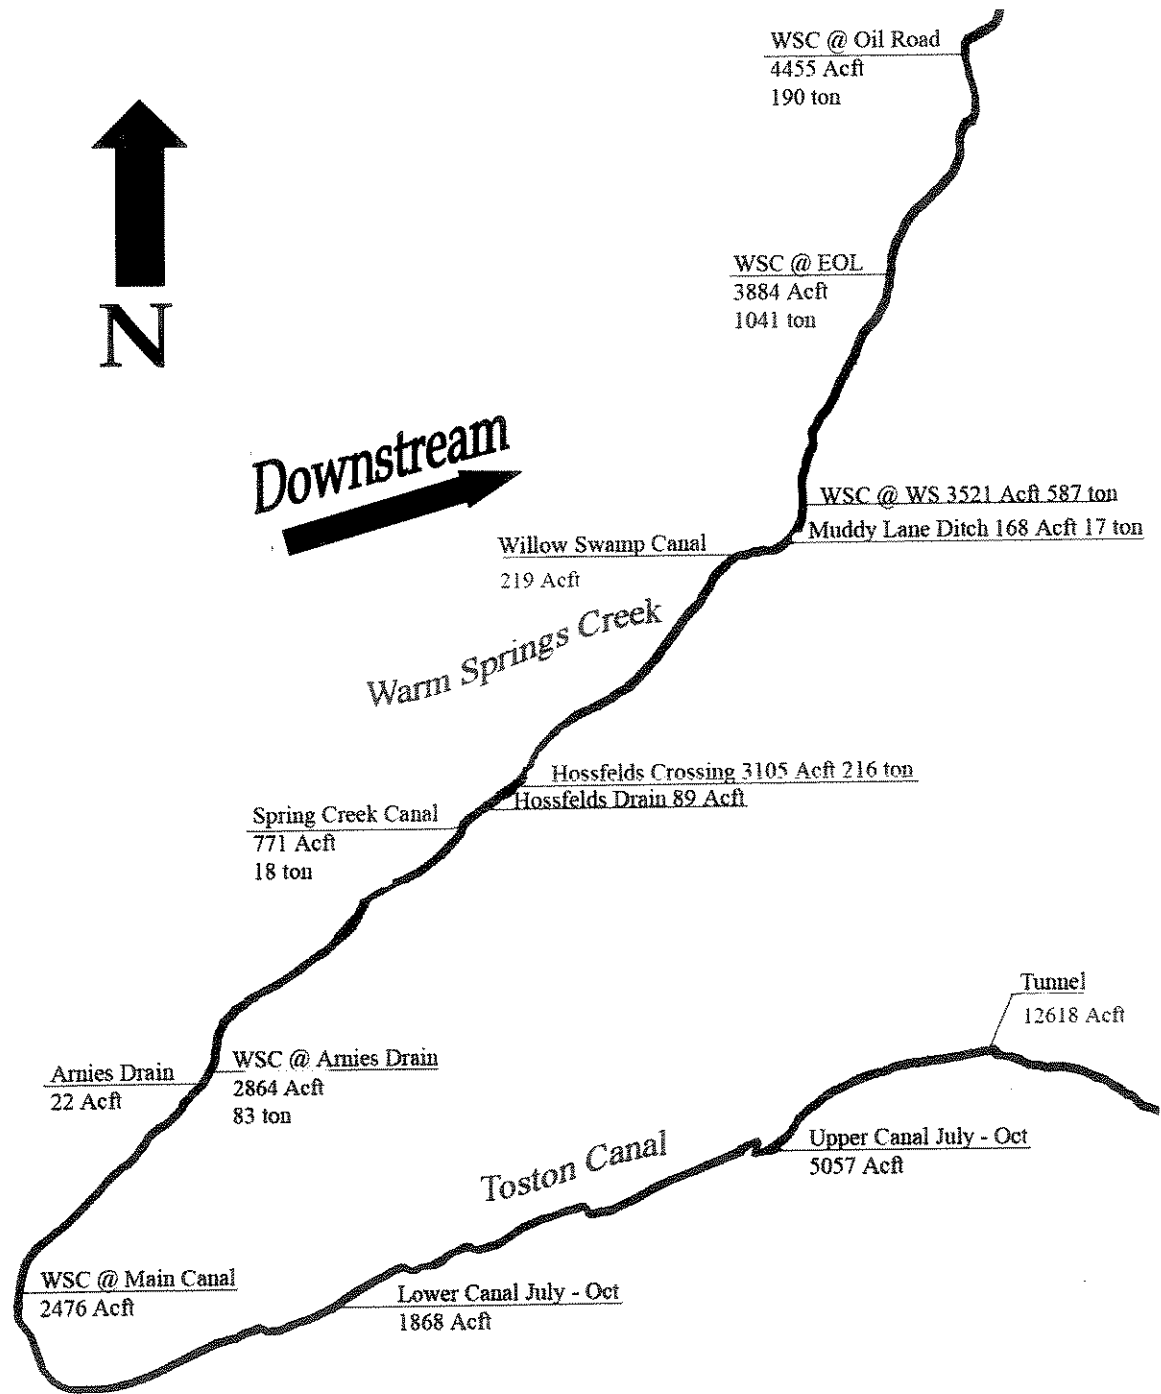 WSC @ Oil Road
4455 Acft
190 ton
N
WSC @ EOL
3884 Acft
1041 ton
Downstream
WSC @ WS 3521 Acft 587 ton
Muddy Lane Ditch 168 Acft 17 ton
Willow Swamp Canal
219 Acft
Warm Springs Creek
Hossfelds Crossing 3105 Acft 216 ton
Hossfelds Drain 89 Acft
Spring Creek Canal
771 Acft
18 ton
Tunnel
12618 Acft
Arnies Drain
22 Acft
WSC @ Arnies Drain
2864 Acft
83 ton
Upper Canal July - Oct
5057 Acft
Toston Canal
WSC @ Main Canal
2476 Acft
Lower Canal July - Oct
1868 Acft